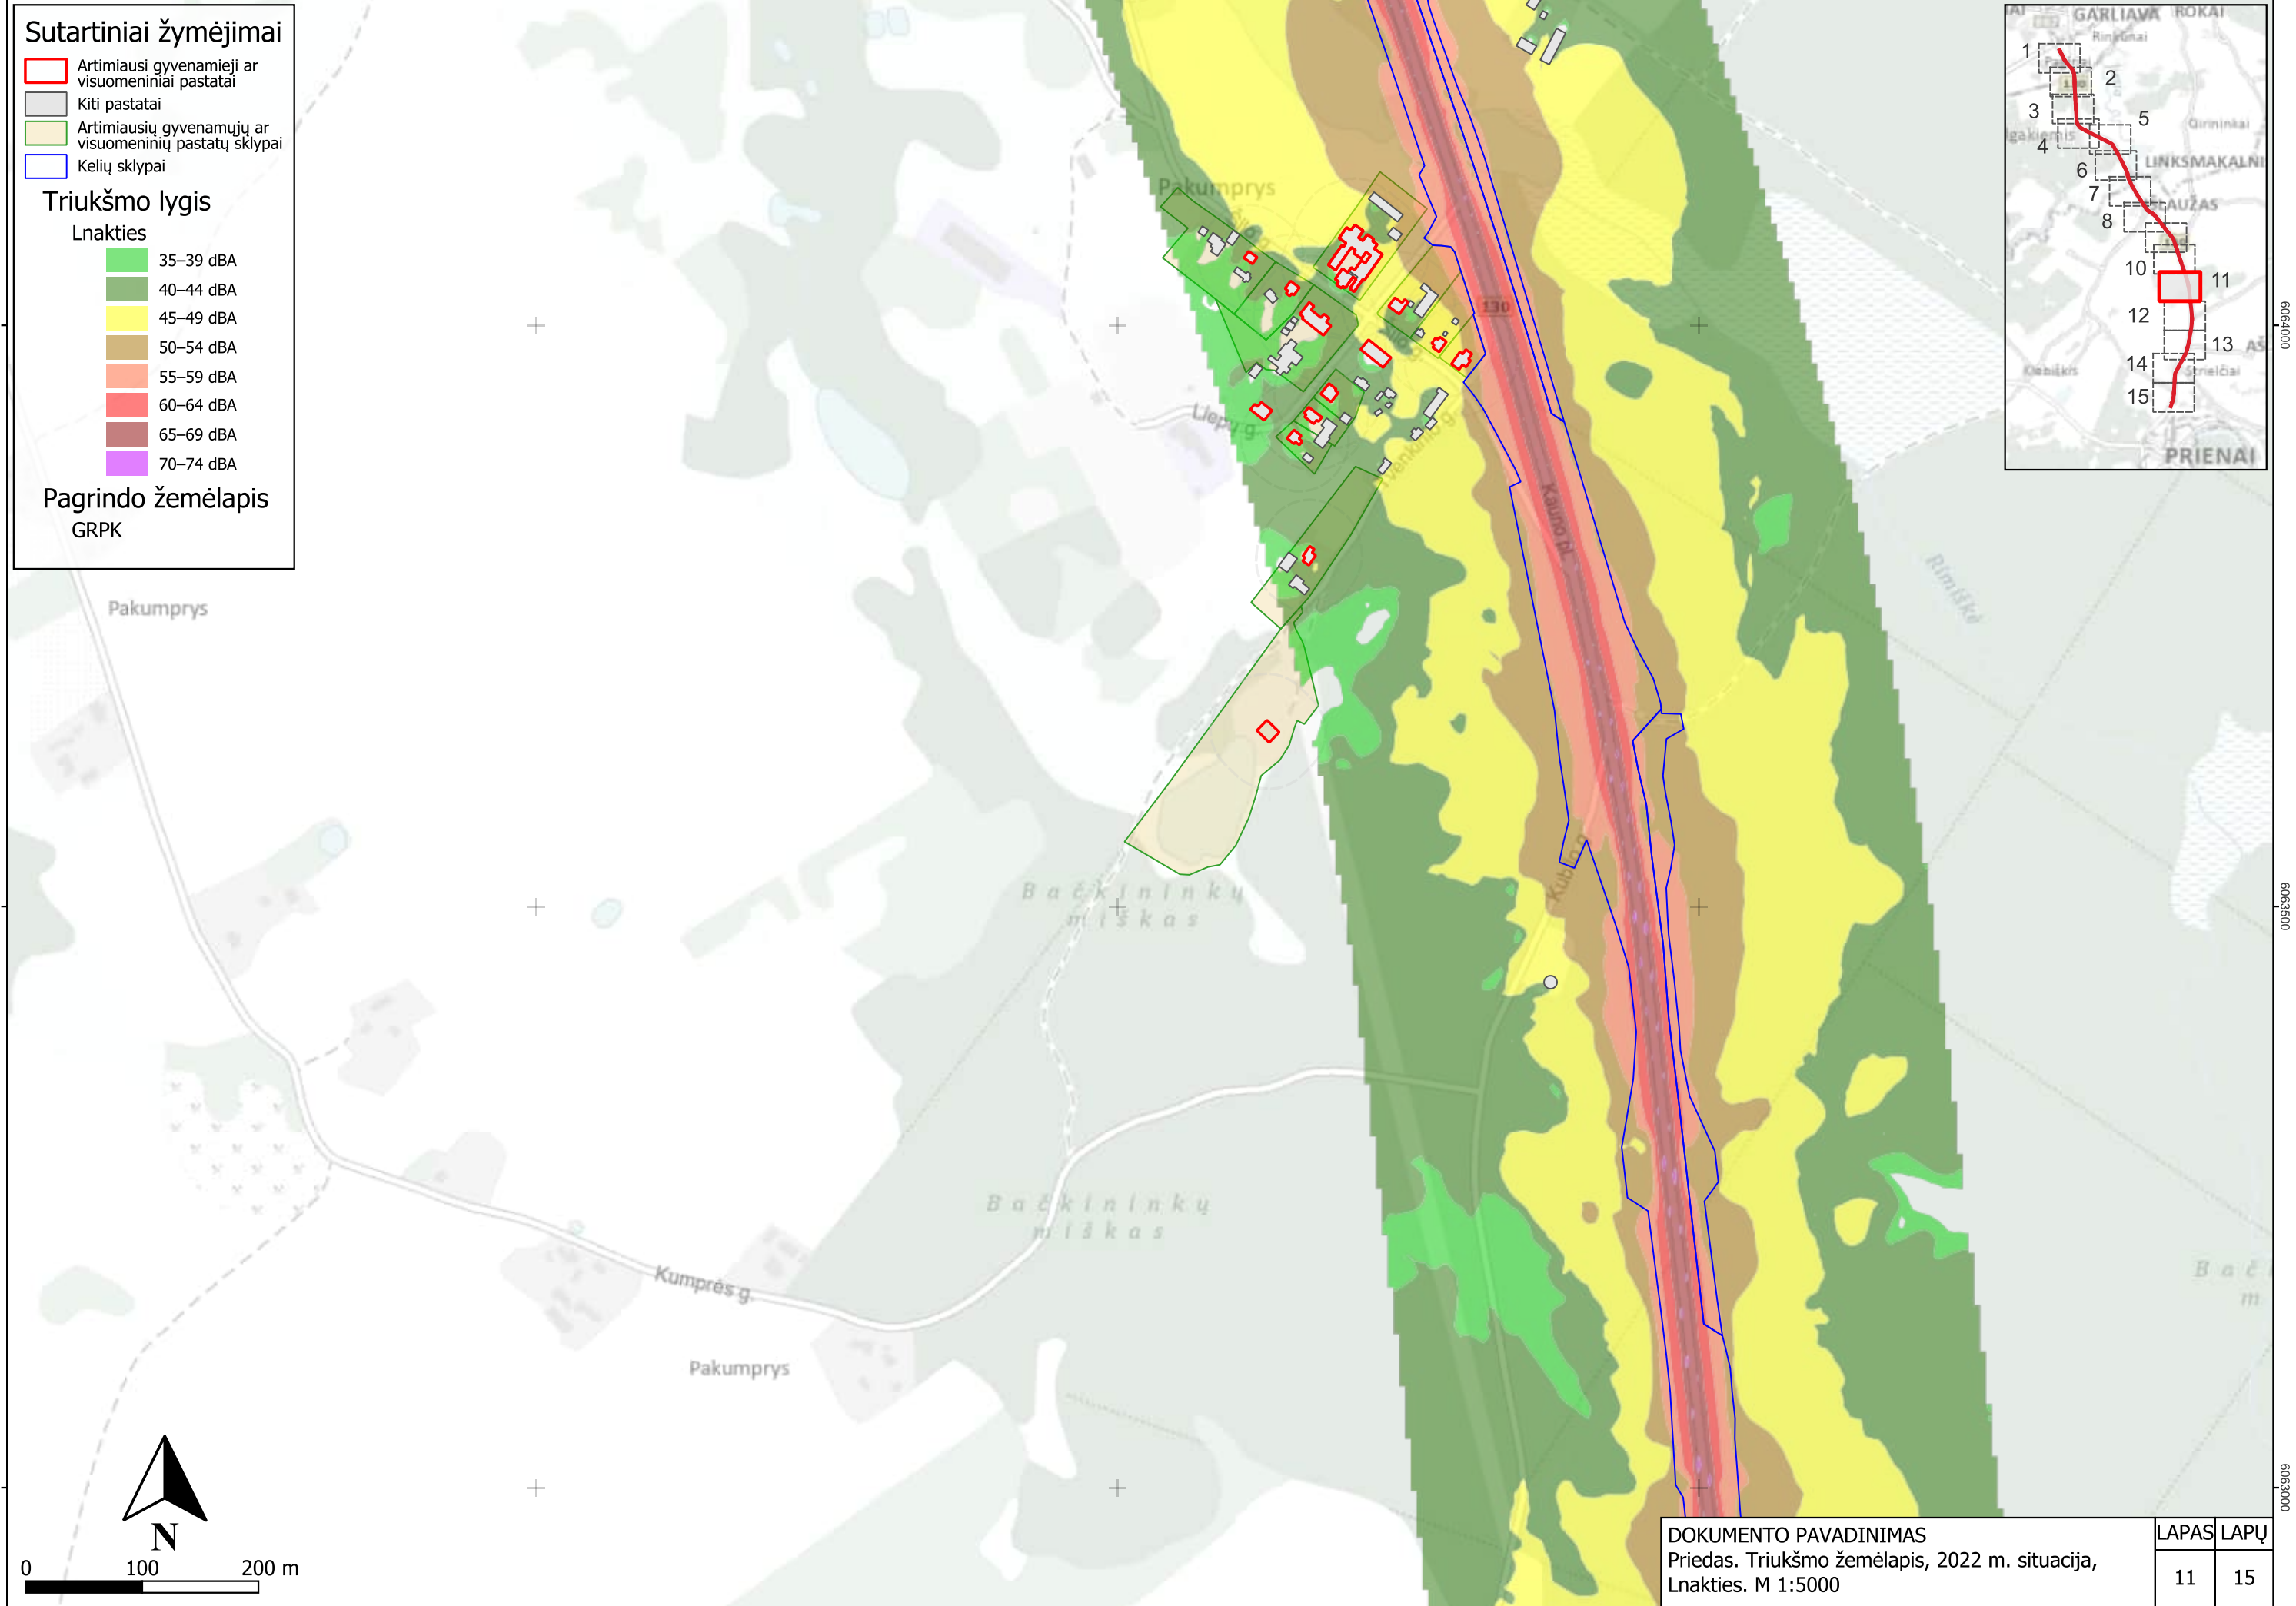 Sutartiniai žymėjimai
Artimiausi gyvenamieji ar
visuomeniniai pastatai
Kiti pastatai
Artimiausių gyvenamųjų ar
visuomeninių pastatų sklypai
Kelių sklypai
Triukšmo lygis
Lnakties
35–39 dBA
40–44 dBA
45–49 dBA
50–54 dBA
55–59 dBA
60–64 dBA
65–69 dBA
70–74 dBA
Pagrindo žemėlapis
GRPK
GARLIAVA
ROKAI
Rinkūnai
1
2
3
5
Girininkai
4
LINKSMAKALNI
6
7
8
10
11
12
13
AŠ
14
15
PRIENAI
Pakumprys
130
Liepų g.
Kauno pl.
Rimiškė
Pakumprys
Kubilio g.
Bačkininkų
miškas
Bačkininkų
miškas
Kumprės g.
Pakumprys
Bači
m
6064000
6063500
6063000
N
0 100 200 m
DOKUMENTO PAVADINIMAS
Priedas. Triukšmo žemėlapis, 2022 m. situacija,
Lnakties. M 1:5000
LAPAS LAPŲ
11 15